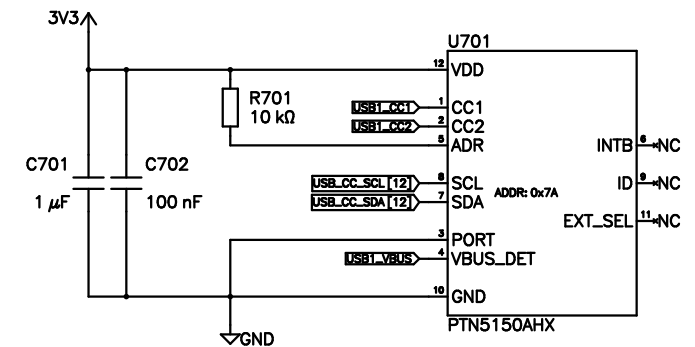 3V3
U701
12 VDD
R701
10 kΩ
USB1_CC1 1 CC1
USB1_CC2 2 CC2
5 ADR
INTB 6 NC
C701
C702
1 µF
100 nF
USB_CC_SCL [12] 8 SCL
ADDR: 0x7A
ID 9 NC
USB_CC_SDA [12] 7 SDA
EXT_SEL 11 NC
3 PORT
USB1_VBUS 4 VBUS_DET
10 GND
PTN5150AHX
GND